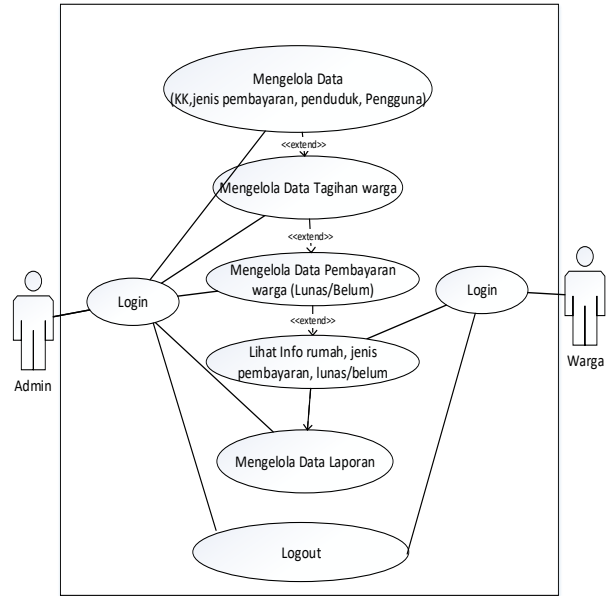 Mengelola Data
(KK,jenis pembayaran, penduduk, Pengguna)
<<extend>>
Mengelola Data Tagihan warga
<<extend>>
Mengelola Data Pembayaran
warga (Lunas/Belum)
Login
Login
<<extend>>
Lihat Info rumah, jenis
pembayaran, lunas/belum
Admin
Warga
Mengelola Data Laporan
Logout